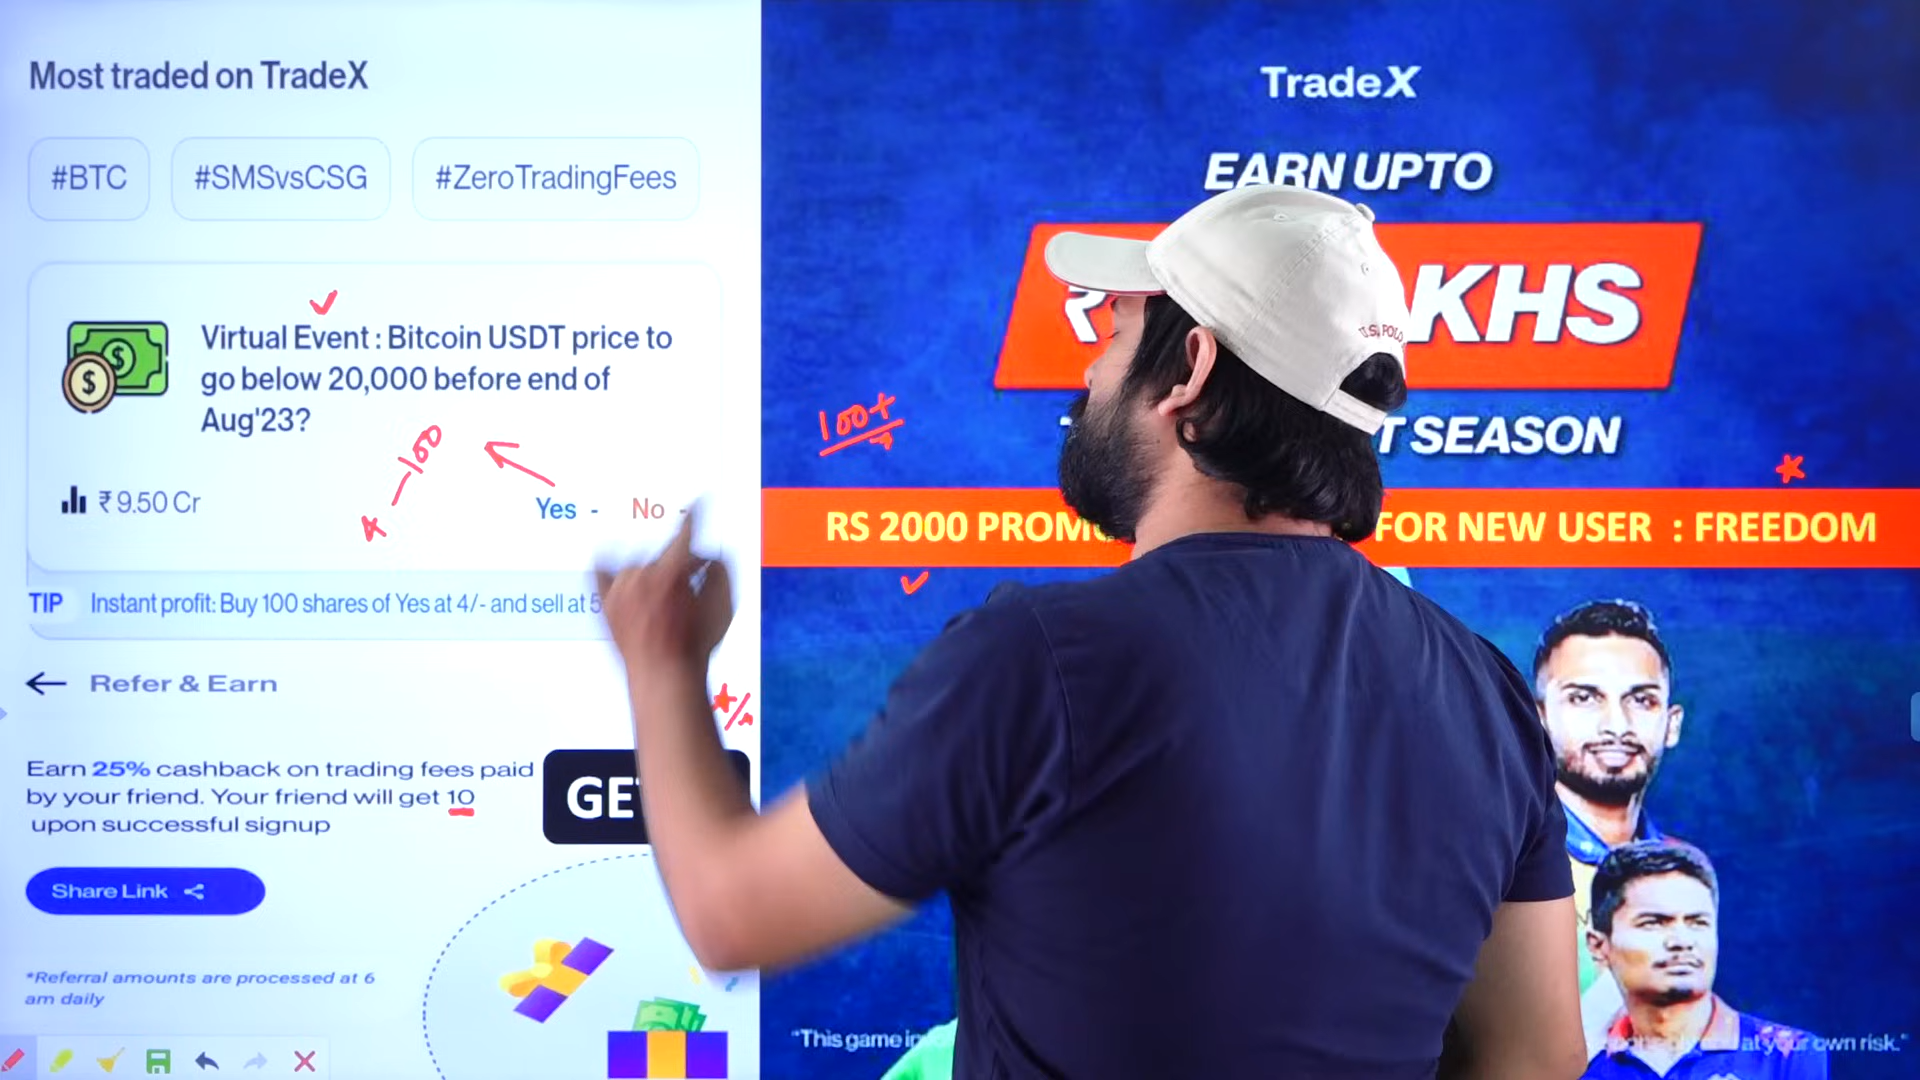 Most traded on TradeX
#BTC
#SMSvsCSG
#ZeroTradingFees
Virtual Event : Bitcoin USDT price to
go below 20,000 before end of
Aug'23?
4 — 100
₹ 9.50 Cr
Yes -
No -
TIP
Instant profit: Buy 100 shares of Yes at 4/- and sell at 5
Refer & Earn
Earn 25% cashback on trading fees paid
by your friend. Your friend will get 10
upon successful signup
Share Link
*Referral amounts are processed at 6
am daily
TradeX
EARN UPTO
SEASON
100+
RS 2000
FOR NEW USER : FREEDOM
"This game
at your own risk."